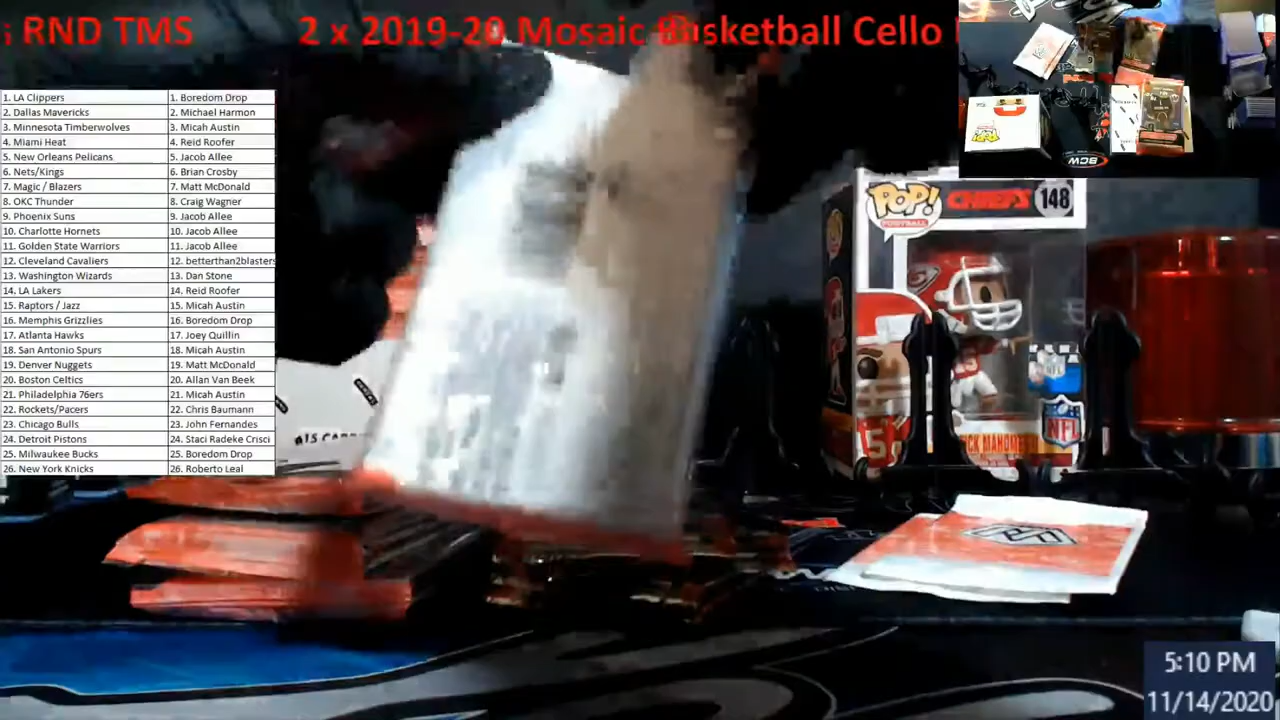 RND TMS 2 x 2019-20 Mosaic Basketball Cello
1. LA Clippers 1. Boredom Drop
2. Dallas Mavericks 2. Michael Harmon
3. Minnesota Timberwolves 3. Micah Austin
4. Miami Heat 4. Reid Roofer
5. New Orleans Pelicans 5. Jacob Allee
6. Nets/Kings 6. Brian Crosby
7. Magic / Blazers 7. Matt McDonald
8. OKC Thunder 8. Craig Wagner
9. Phoenix Suns 9. Jacob Allee
10. Charlotte Hornets 10. Jacob Allee
11. Golden State Warriors 11. Jacob Allee
12. Cleveland Cavaliers 12. betterthan2blasters
13. Washington Wizards 13. Dan Stone
14. LA Lakers 14. Reid Roofer
15. Raptors / Jazz 15. Micah Austin
16. Memphis Grizzlies 16. Boredom Drop
17. Atlanta Hawks 17. Joey Quillin
18. San Antonio Spurs 18. Micah Austin
19. Denver Nuggets 19. Matt McDonald
20. Boston Celtics 20. Allan Van Beek
21. Philadelphia 76ers 21. Micah Austin
22. Rockets/Pacers 22. Chris Baumann
23. Chicago Bulls 23. John Fernandes
24. Detroit Pistons 24. Staci Radeke Crisci
25. Milwaukee Bucks 25. Boredom Drop
26. New York Knicks 26. Roberto Leal
BCW
POP! CHIEFS 148
FOOTBALL
NFL
NFL
CK MAHOME
5:10 PM
11/14/2020